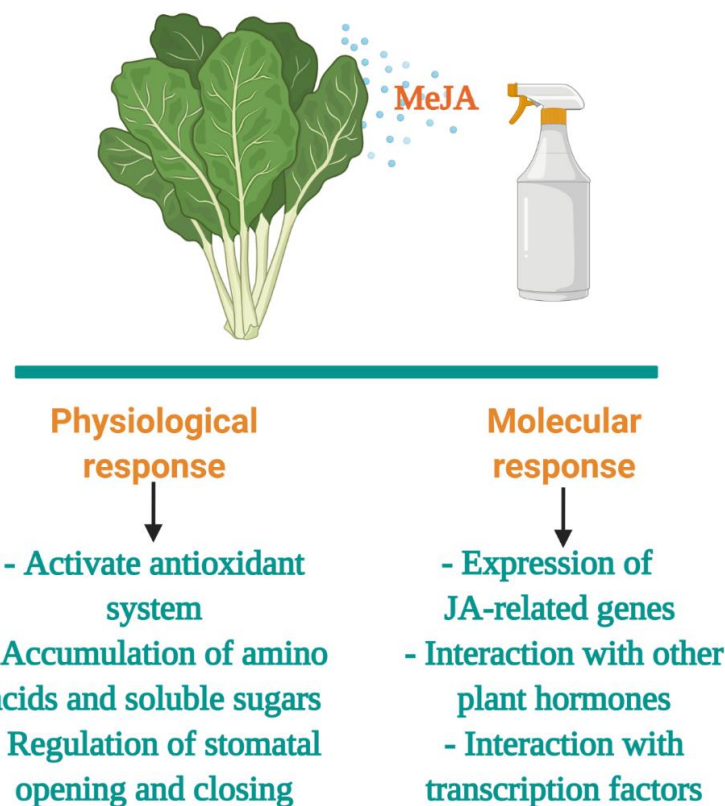 MeJA
Physiological
response
Molecular
response
- Activate antioxidant
system
Accumulation of amino
acids and soluble sugars
Regulation of stomatal
opening and closing
- Expression of
JA-related genes
- Interaction with other
plant hormones
- Interaction with
transcription factors